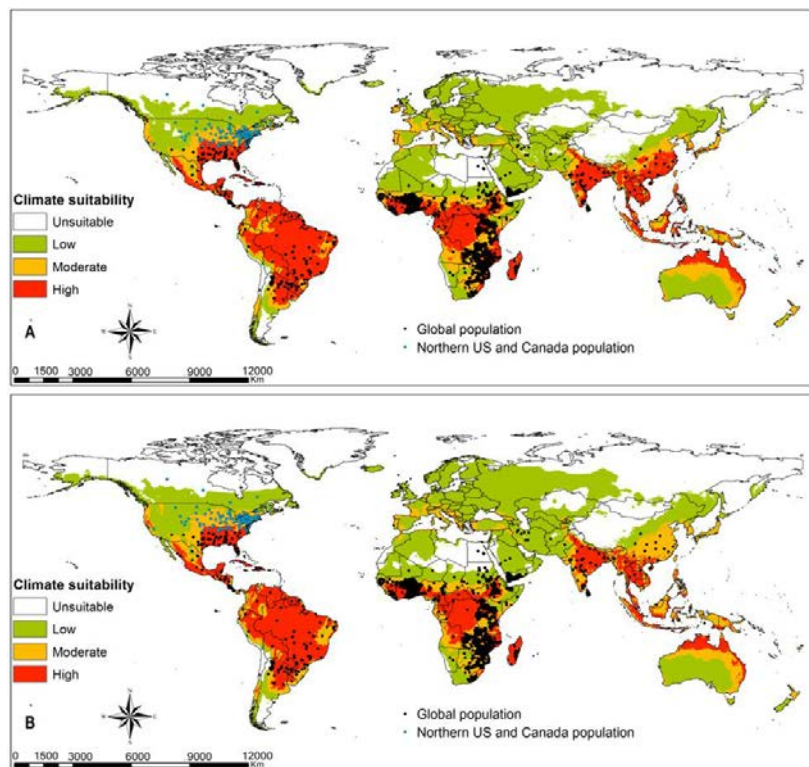 Climate suitability
Unsuitable
Low
Moderate
High
N
W E
S
A
Global population
Northern US and Canada population
0 1500 3000 6000 9000 12000
Km
Climate suitability
Unsuitable
Low
Moderate
High
N
W E
S
B
Global population
Northern US and Canada population
0 1500 3000 6000 9000 12000
Km